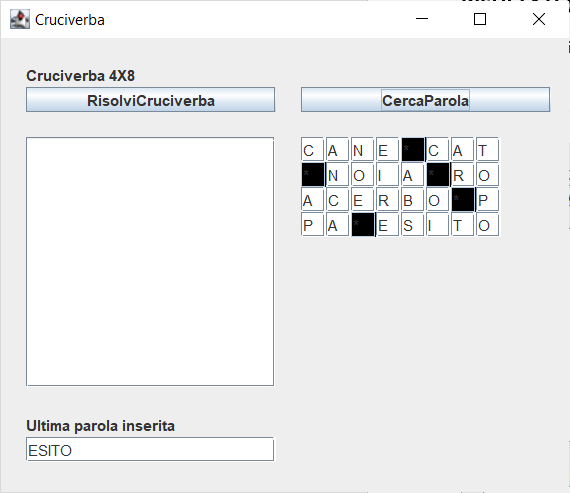 Cruciverba
Cruciverba 4X8
RisolviCruciverba
CercaParola
C A N E * C A T
* N O I A * R O
A C E R B O * P
P A * E S I T O
Ultima parola inserita
ESITO